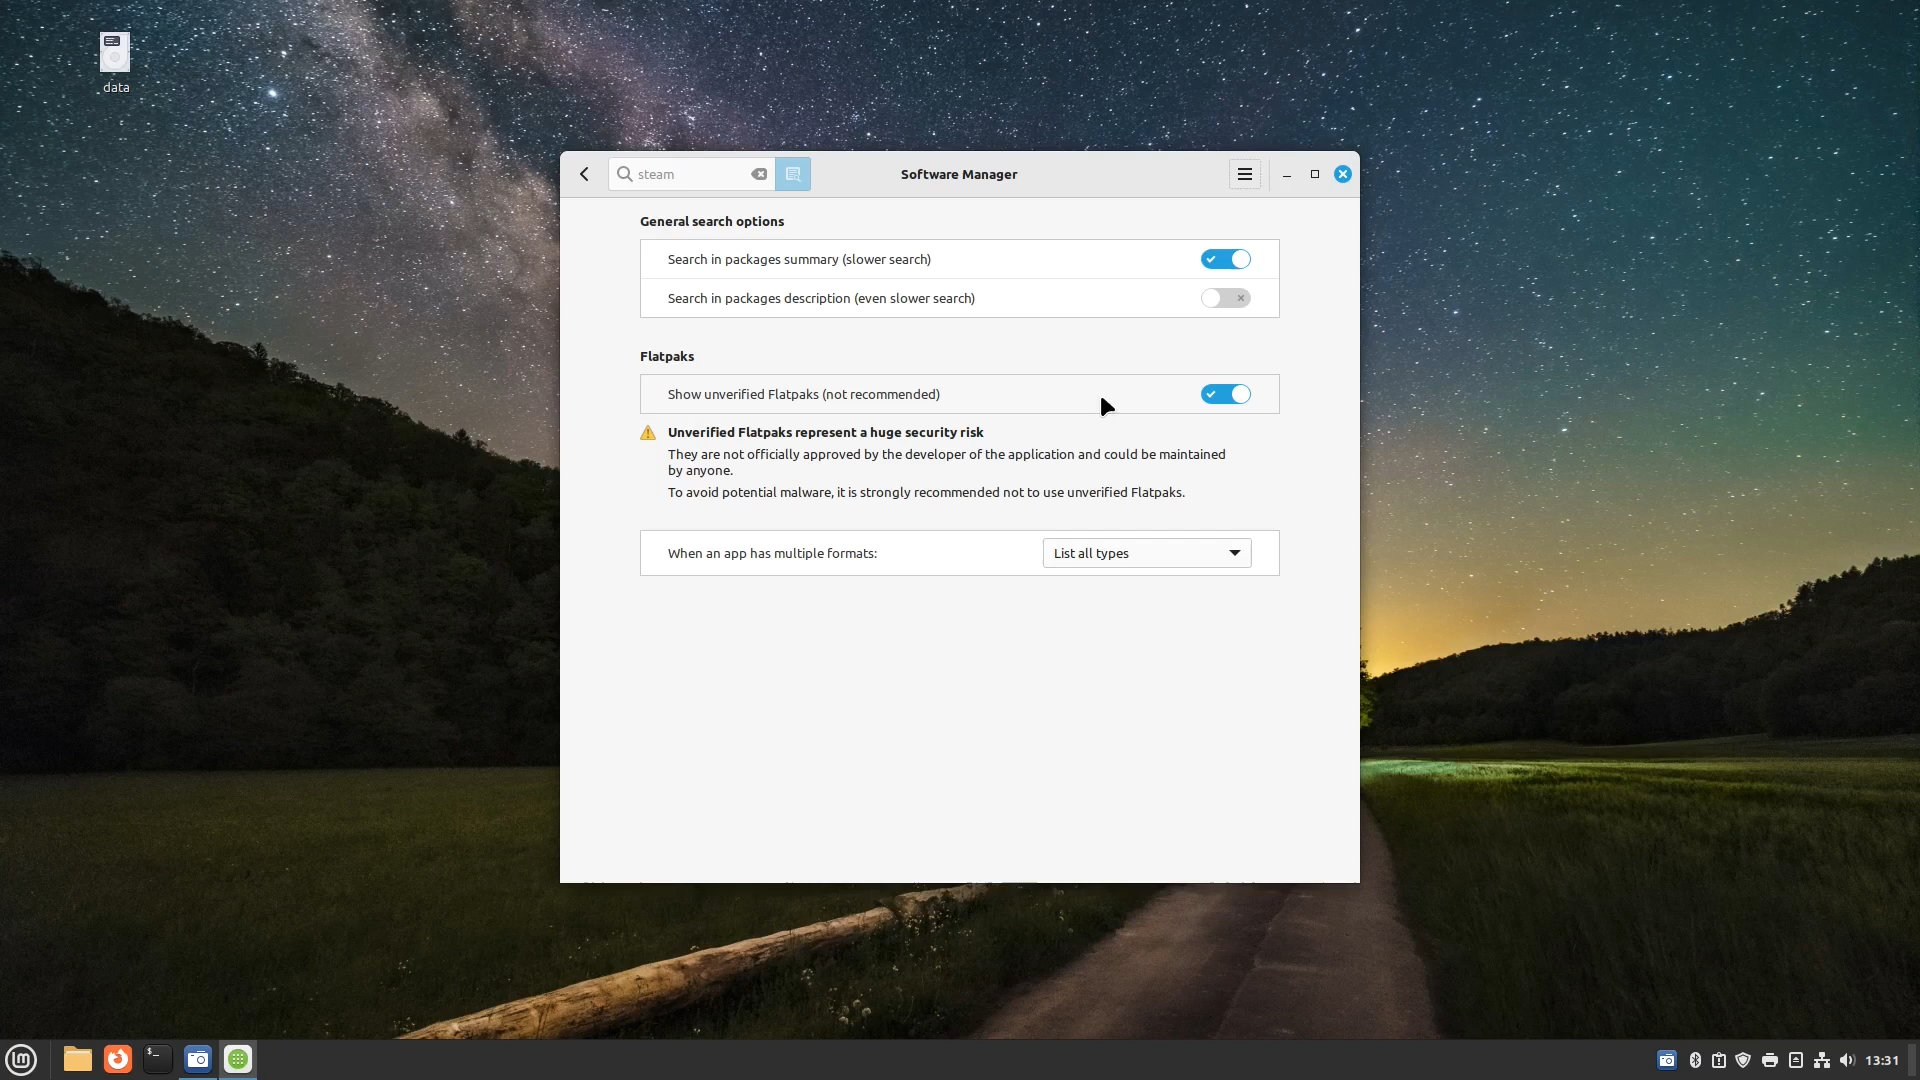 data
steam
Software Manager
General search options
Search in packages summary (slower search)
Search in packages description (even slower search)
Flatpaks
Show unverified Flatpaks (not recommended)
Unverified Flatpaks represent a huge security risk
They are not officially approved by the developer of the application and could be maintained
by anyone.
To avoid potential malware, it is strongly recommended not to use unverified Flatpaks.
When an app has multiple formats:
List all types
$_
13:31